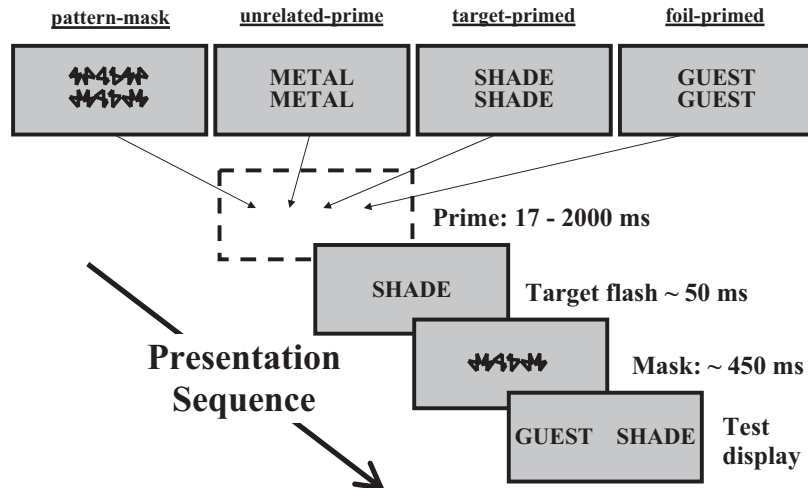 pattern-mask unrelated-prime target-primed foil-primed
METAL SHADE GUEST
METAL SHADE GUEST
Prime: 17 - 2000 ms
SHADE
Target flash ~ 50 ms
Presentation
Sequence
Mask: ~ 450 ms
GUEST SHADE
Test
display